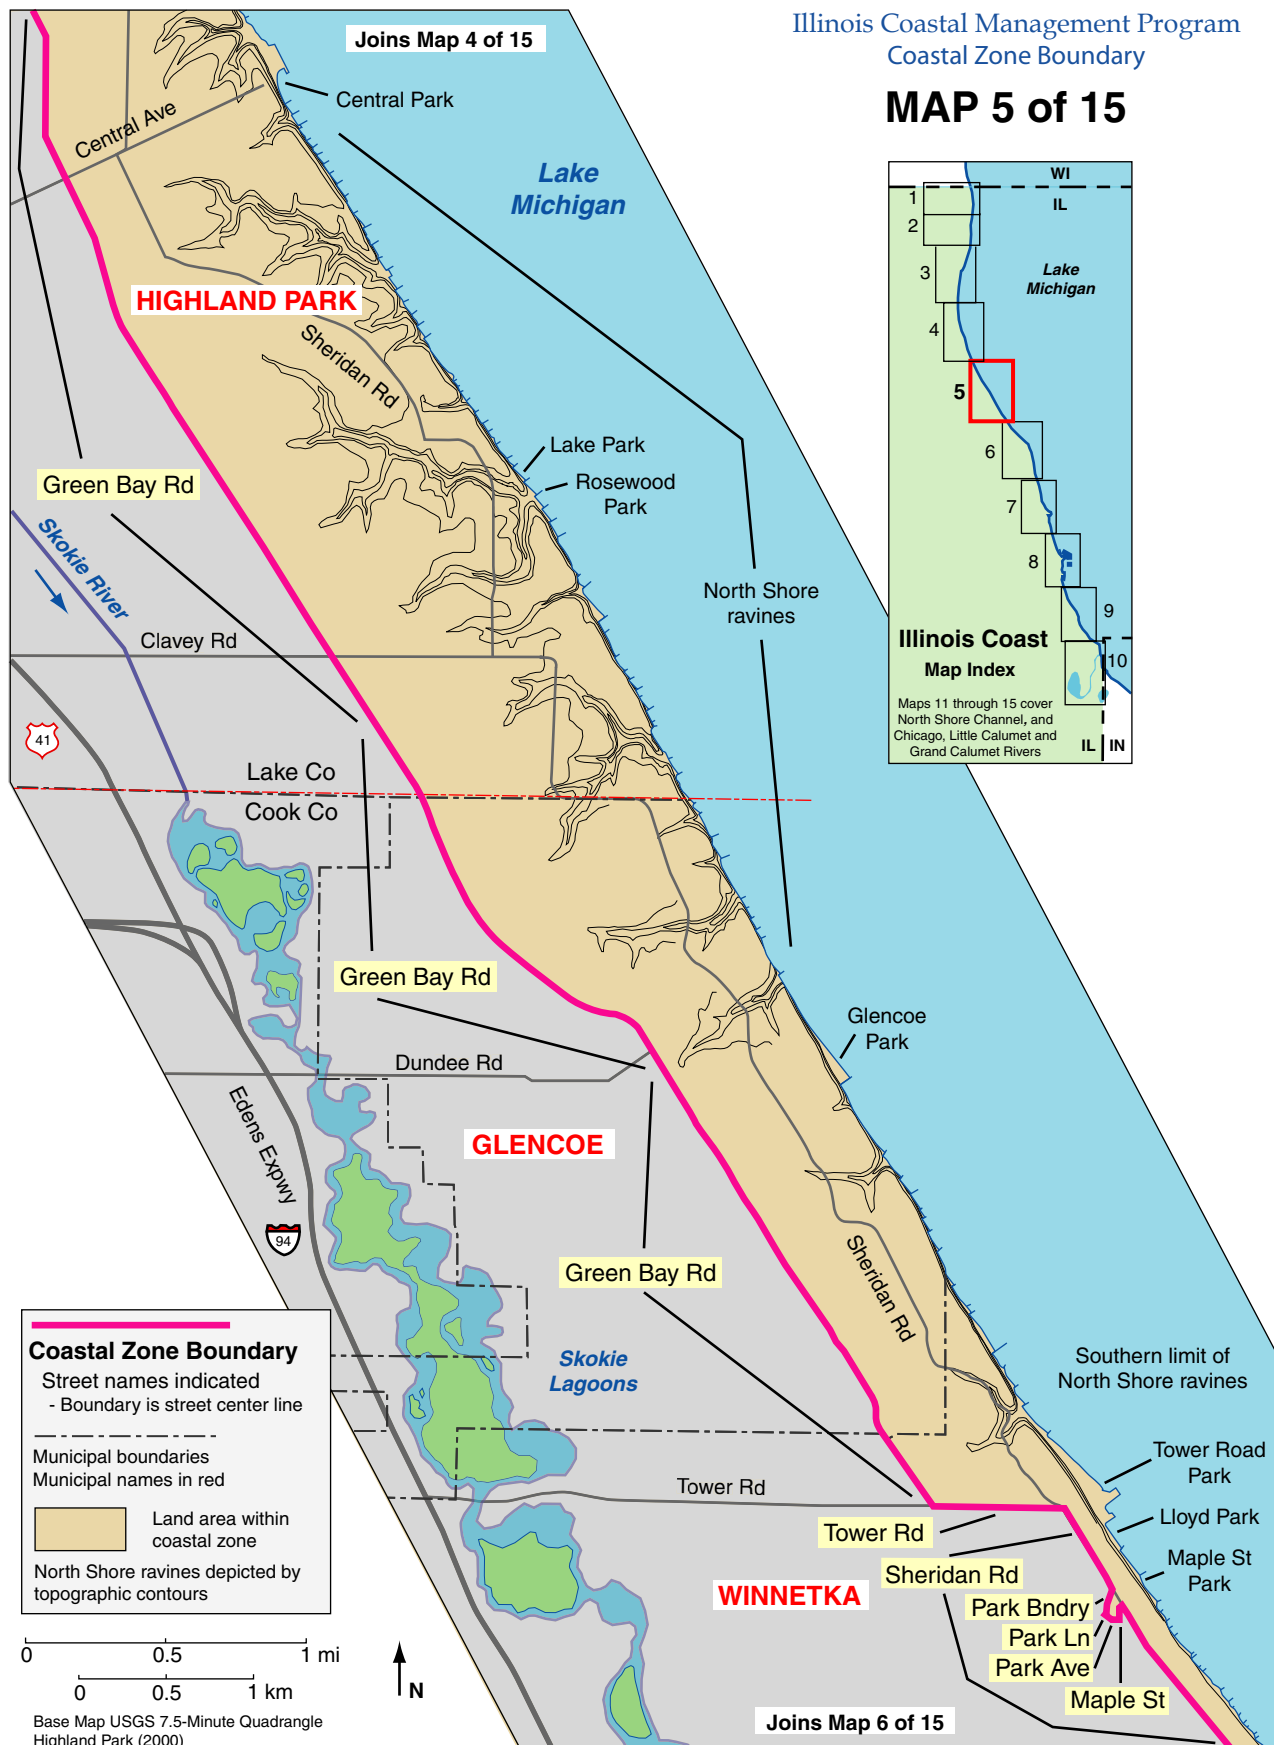 Illinois Coastal Management Program
Coastal Zone Boundary
MAP 5 of 15
Joins Map 4 of 15
Central Park
Central Ave
Lake
Michigan
HIGHLAND PARK
Sheridan Rd
Lake Park
Rosewood
Park
Green Bay Rd
Skokie River
North Shore
ravines
Clavey Rd
41
Lake Co
Cook Co
Green Bay Rd
Glencoe
Park
Dundee Rd
Edens Expwy
GLENCOE
94
Green Bay Rd
Sheridan Rd
Skokie
Lagoons
Southern limit of
North Shore ravines
Tower Road
Park
Tower Rd
Lloyd Park
Tower Rd
Maple St
Park
Sheridan Rd
WINNETKA
Park Bndry
Park Ln
Park Ave
Maple St
Joins Map 6 of 15
WI
IL
1
2
3
Lake
Michigan
4
5
6
7
8
9
10
Illinois Coast
Map Index
Maps 11 through 15 cover
North Shore Channel, and
Chicago, Little Calumet and
Grand Calumet Rivers
IL IN
Coastal Zone Boundary
Street names indicated
- Boundary is street center line
Municipal boundaries
Municipal names in red
Land area within
coastal zone
North Shore ravines depicted by
topographic contours
0 0.5 1 mi
0 0.5 1 km
N
Base Map USGS 7.5-Minute Quadrangle
Highland Park (2000)